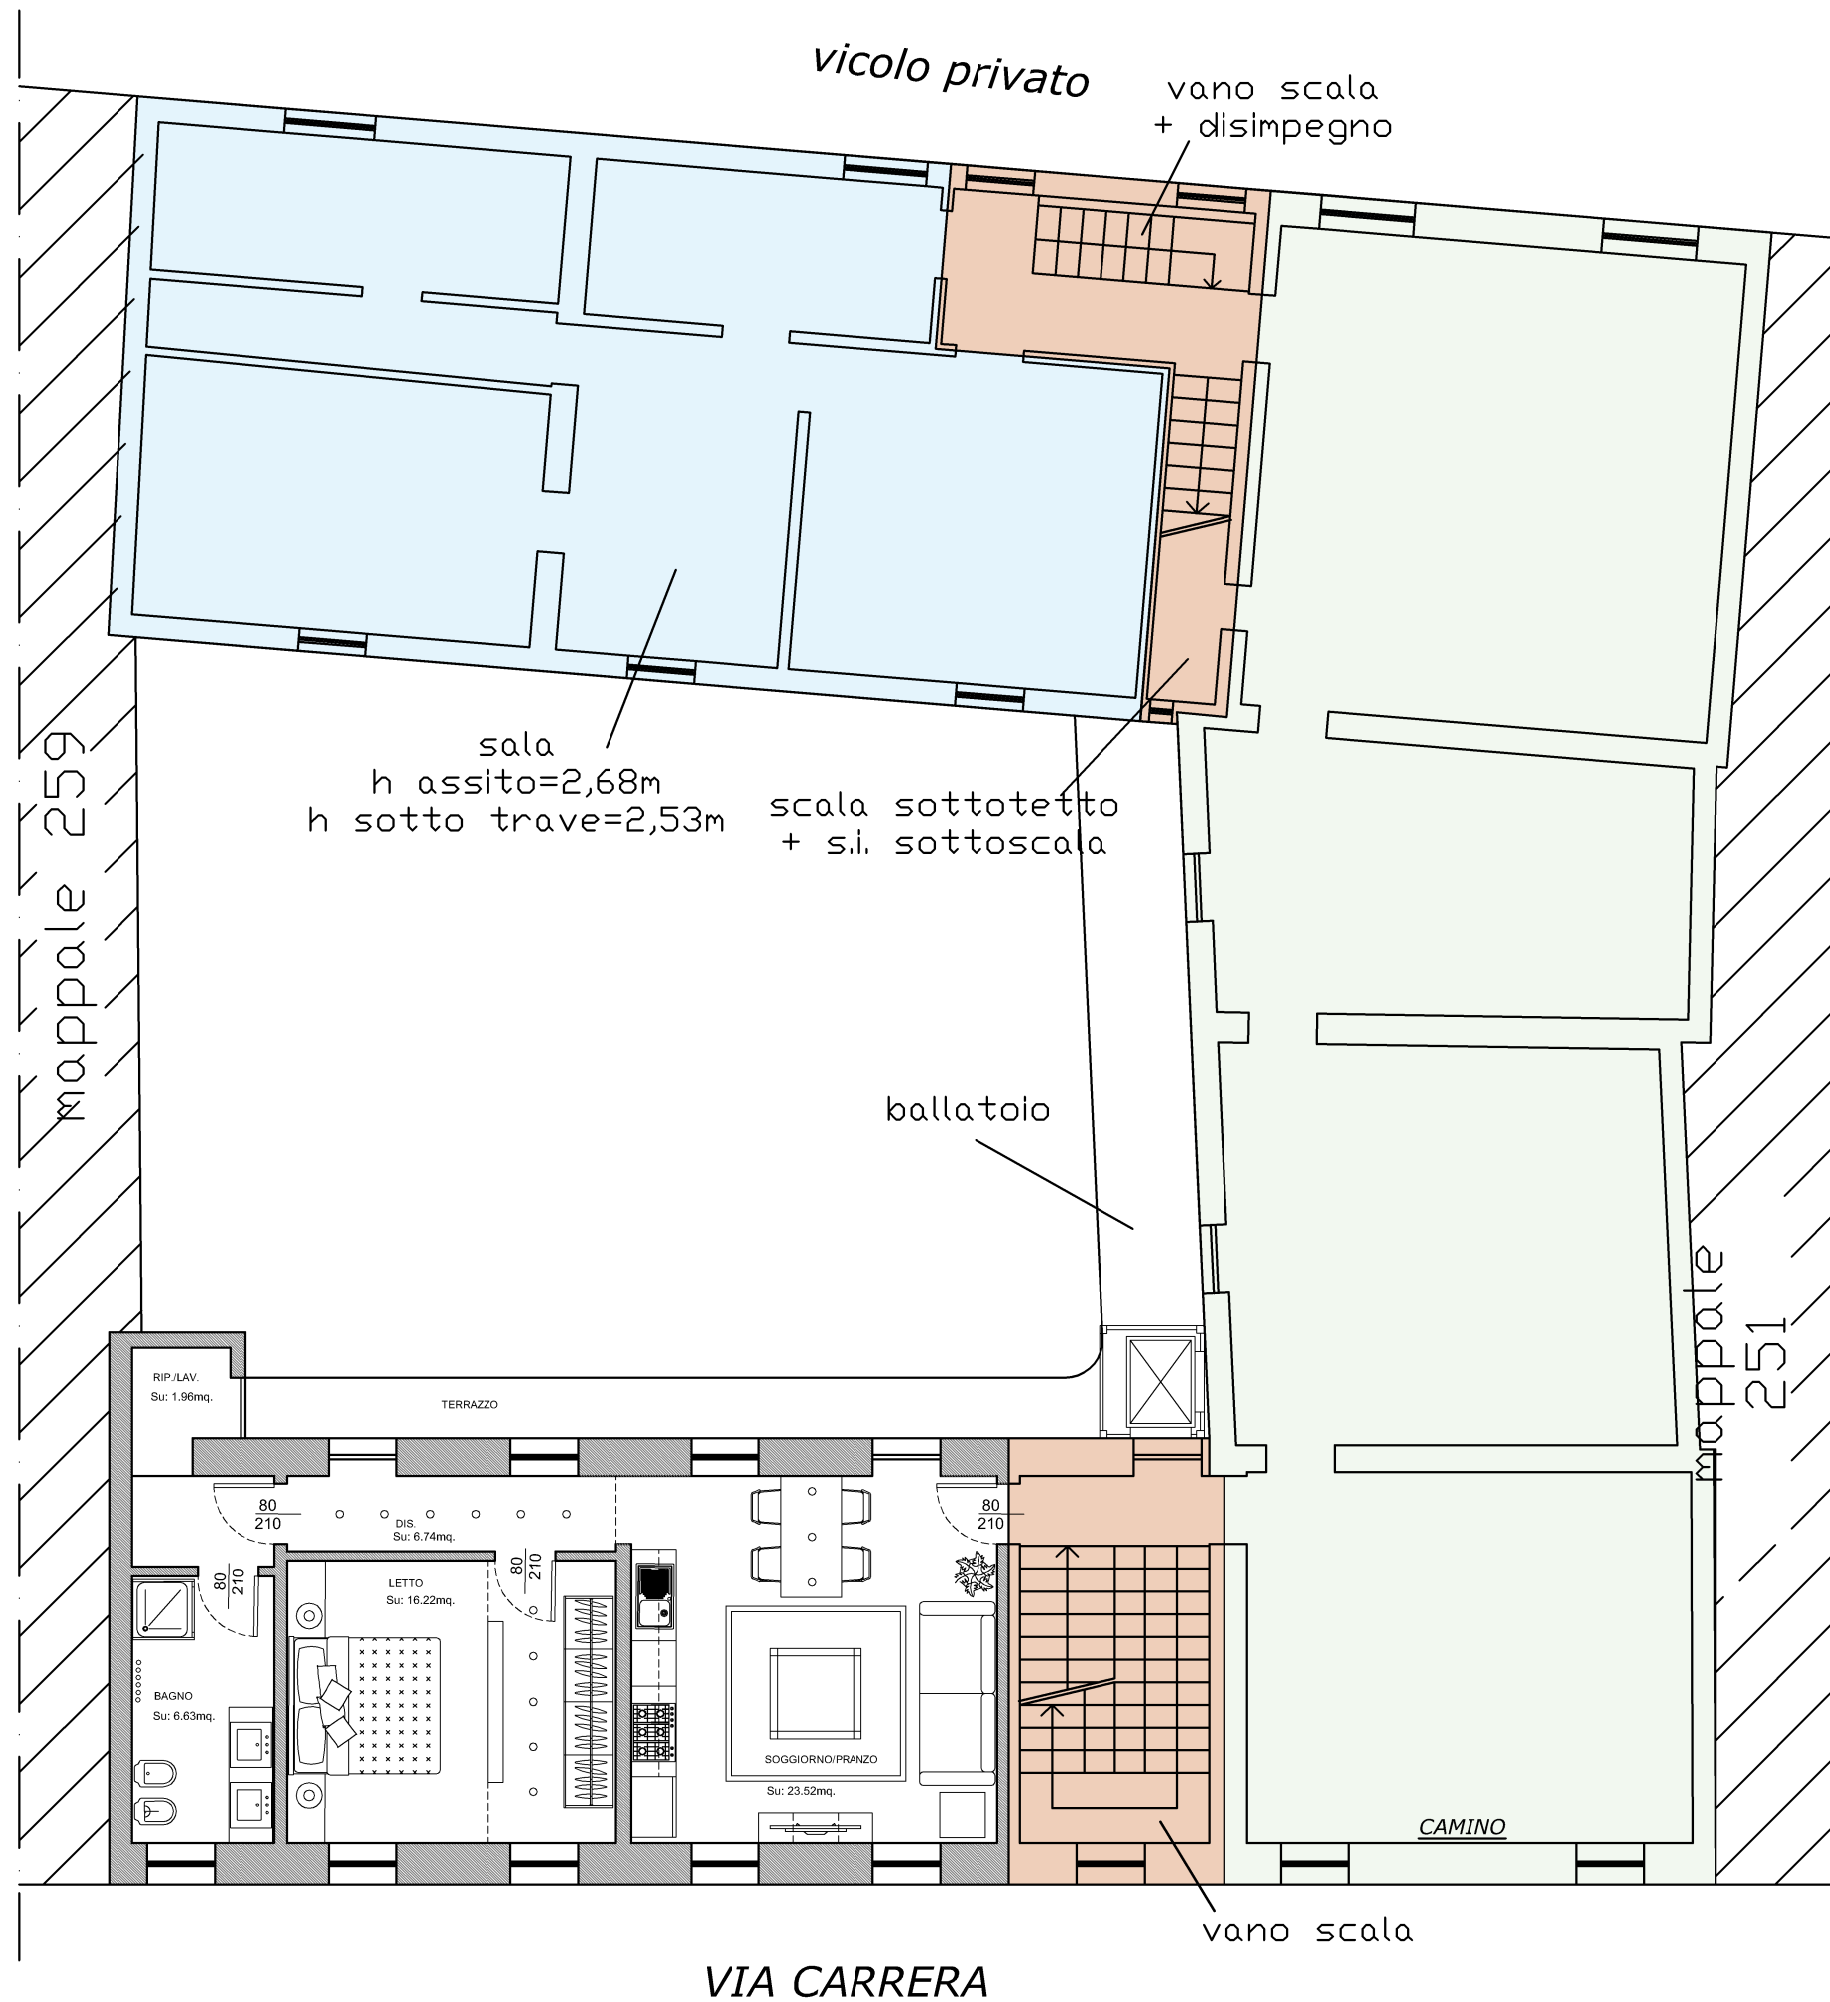 vicolo privato
vano scala
+ disimpegno
sala
h assito=2,68m
h sotto trave=2,53m
scala sottotetto
+ s.i. sottoscala
mappale 259
ballatoio
mappale
251
RIP./LAV.
Su: 1.96mq.
TERRAZZO
80
210
DIS.
Su: 6.74mq.
80
210
80
210
80
210
LETTO
Su: 16.22mq.
BAGNO
Su: 6.63mq.
SOGGIORNO/PRANZO
Su: 23.52mq.
CAMINO
vano scala
VIA CARRERA